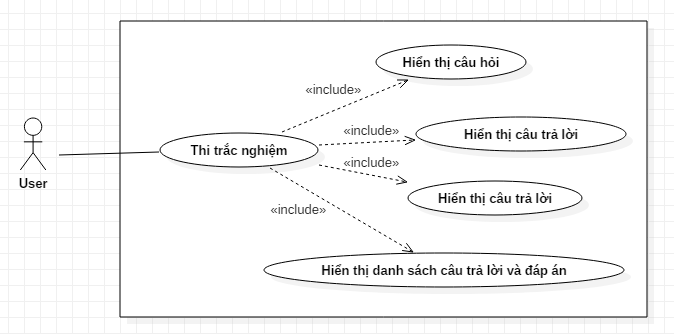 Hiển thị câu hỏi
«include»
«include»
Hiển thị câu trả lời
Thi trắc nghiệm
«include»
User
Hiển thị câu trả lời
«include»
Hiển thị danh sách câu trả lời và đáp án